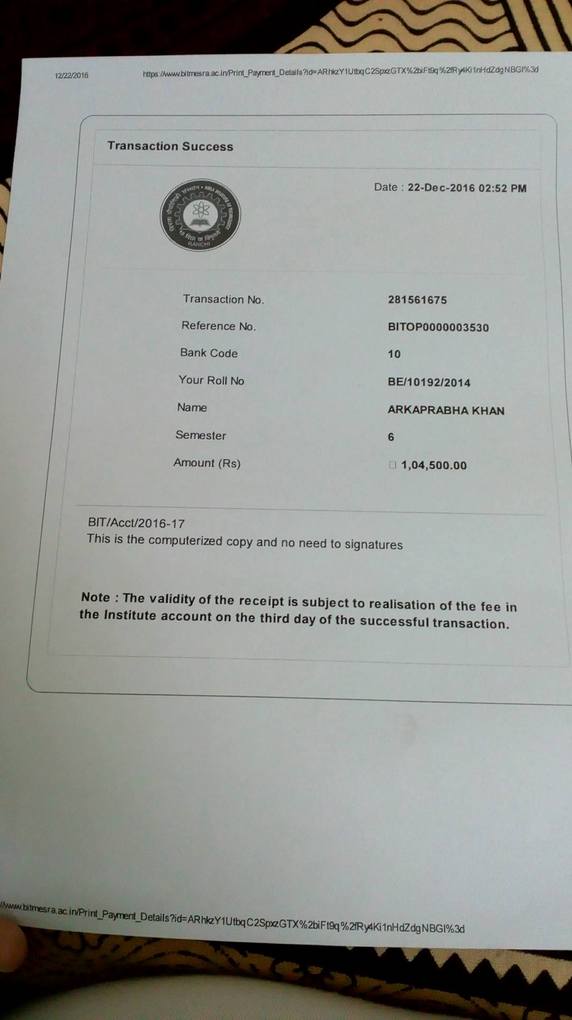 12/22/2016 https://www.bitmesra.ac.in/Print_Payment_Details?id=ARhkzY1UtbqC2SpxzGTX%2biFt9q%2fRy4Ki1nHdZdgNBGI%3d
Transaction Success
Date : 22-Dec-2016 02:52 PM
RANCHI
Transaction No. 281561675
Reference No. BITOP0000003530
Bank Code 10
Your Roll No BE/10192/2014
Name ARKAPRABHA KHAN
Semester 6
Amount (Rs) 1,04,500.00
BIT/Acct/2016-17
This is the computerized copy and no need to signatures
Note : The validity of the receipt is subject to realisation of the fee in
the Institute account on the third day of the successful transaction.
//www.bitmesra.ac.in/Print_Payment_Details?id=ARhkzY1UtbqC2SpxzGTX%2biFt9q%2fRy4Ki1nHdZdgNBGI%3d